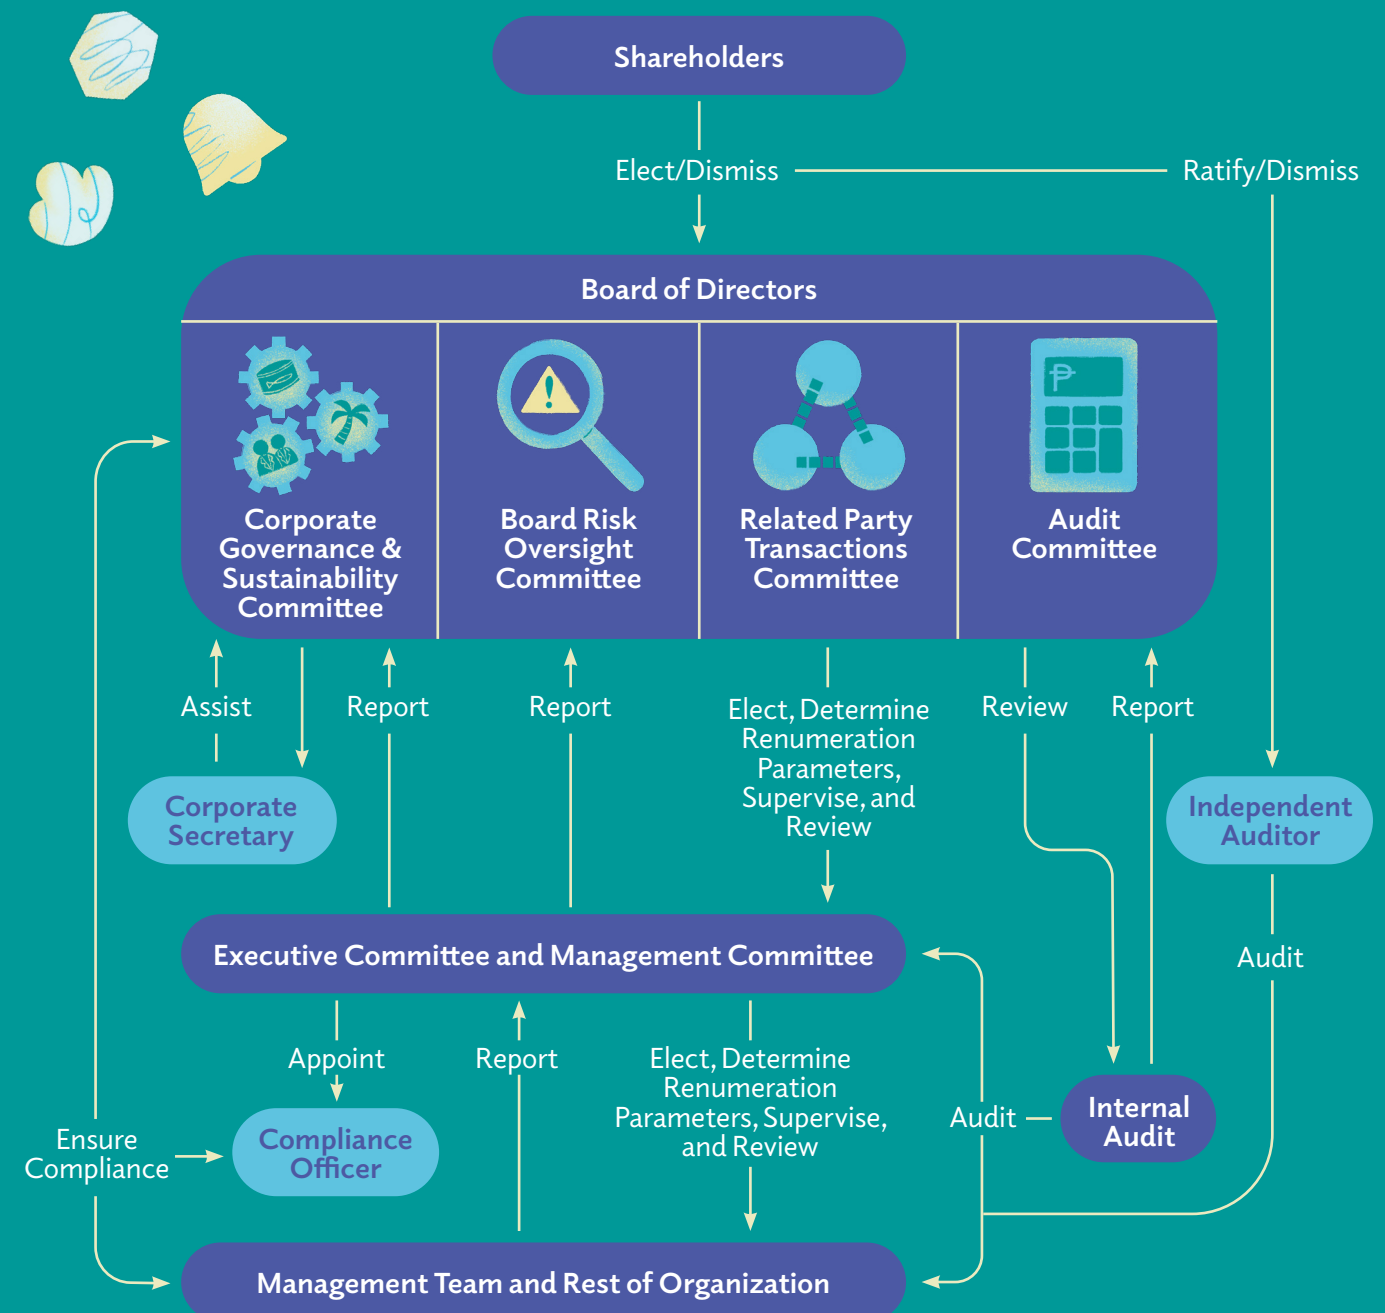 Shareholders
Elect/Dismiss
Ratify/Dismiss
Board of Directors
₱
Corporate
Governance &
Sustainability
Committee
Board Risk
Oversight
Committee
Related Party
Transactions
Committee
Audit
Committee
Assist
Report
Report
Elect, Determine
Renumeration
Parameters,
Supervise, and
Review
Review
Report
Corporate
Secretary
Independent
Auditor
Executive Committee and Management Committee
Audit
Appoint
Report
Elect, Determine
Renumeration
Parameters, Supervise,
and Review
Audit
Internal
Audit
Ensure
Compliance
Compliance
Officer
Management Team and Rest of Organization